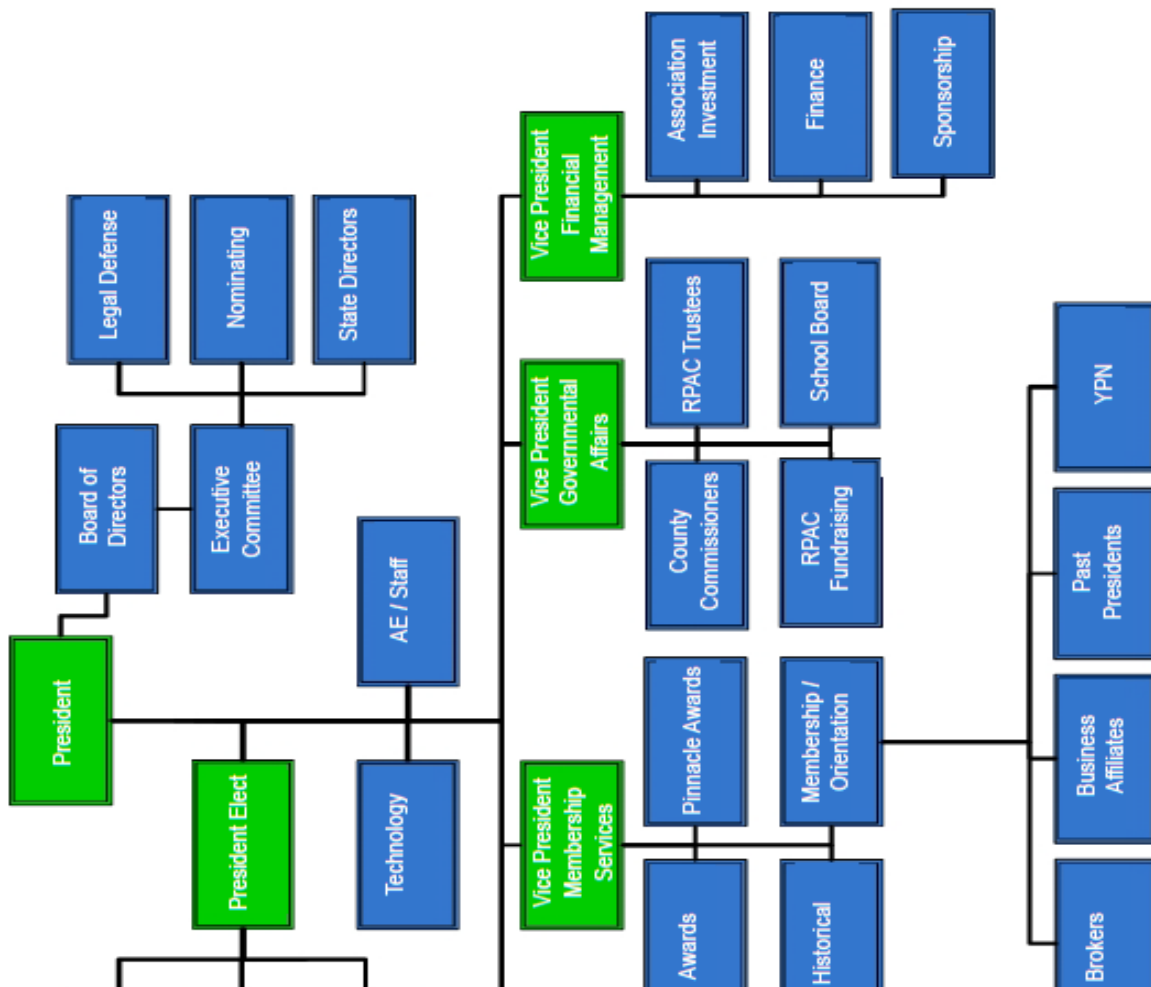 President
Board of
Directors
Legal Defense
Executive
Committee
Nominating
State Directors
President Elect
Technology
AE / Staff
Vice President
Membership
Services
Vice President
Governmental
Affairs
Vice President
Financial
Management
Awards
Pinnacle Awards
County
Commissioners
RPAC Trustees
Association
Investment
Historical
Membership /
Orientation
RPAC
Fundraising
School Board
Finance
Sponsorship
Brokers
Business
Affiliates
Past
Presidents
YPN